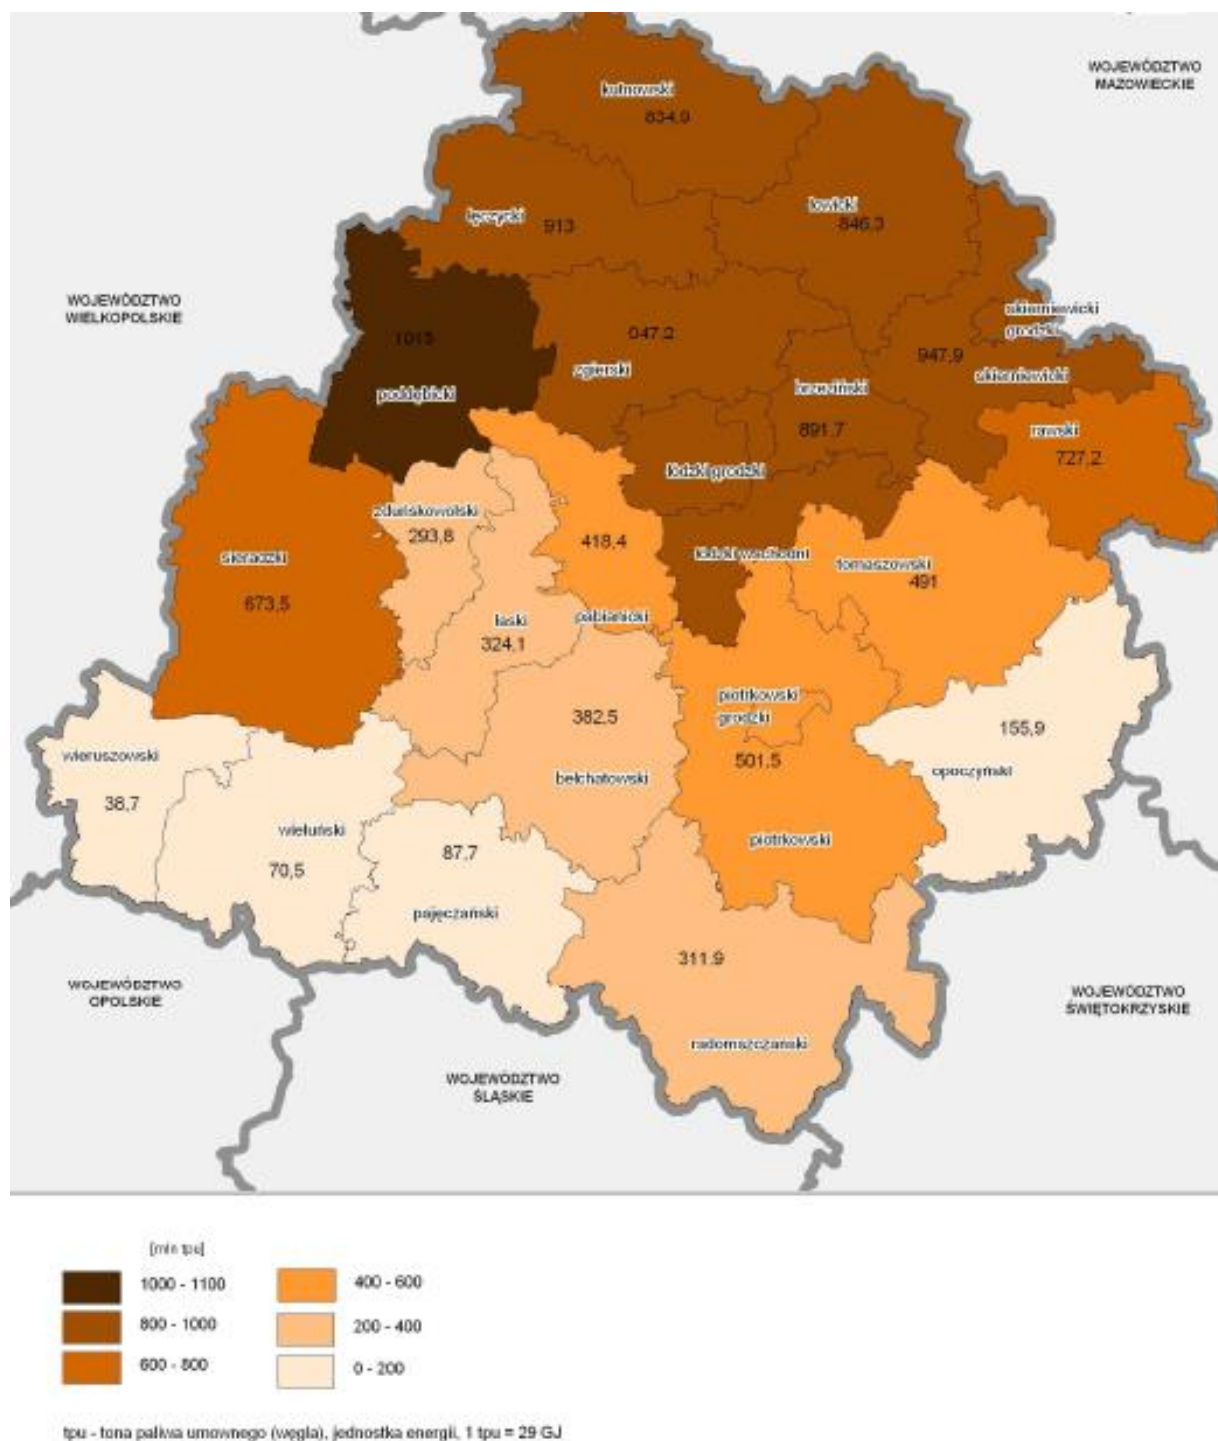 WOJEWÓDZTWO
MAZOWIECKIE
kutnowski
834,9
łęczycki
913
łowicki
846,3
WOJEWÓDZTWO
WIELKOPOLSKIE
skierniewicki
grodzki
1015
poddębicki
zgierski
947,9
skierniewicki
brzeziński
891,7
rawski
727,2
łódzki grodzki
zduńskowolski
293,8
418,4
łódzki wschodni
tomaszowski
491
sieradzki
673,5
łaski
324,1
pabianicki
382,5
bełchatowski
piotrkowski
grodzki
501,5
155,9
opoczyński
wieruszowski
38,7
wieluński
70,5
87,7
pajęczański
piotrkowski
311,9
radomszczański
WOJEWÓDZTWO
OPOLSKIE
WOJEWÓDZTWO
ŚWIĘTOKRZYSKIE
WOJEWÓDZTWO
ŚLĄSKIE
[mln tpu]
1000 - 1100
800 - 1000
600 - 800
400 - 600
200 - 400
0 - 200
tpu - tona paliwa umownego (węgla), jednostka energii, 1 tpu = 29 GJ